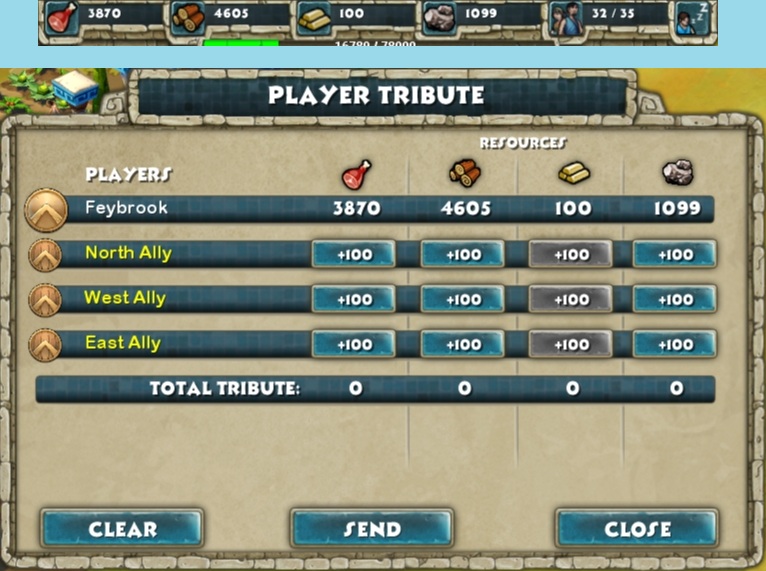 3870 4605 100 1099 32 / 35
16789 / 78000
PLAYER TRIBUTE
RESOURCES
PLAYERS
Feybrook 3870 4605 100 1099
North Ally +100 +100 +100 +100
West Ally +100 +100 +100 +100
East Ally +100 +100 +100 +100
TOTAL TRIBUTE: 0 0 0 0
CLEAR SEND CLOSE